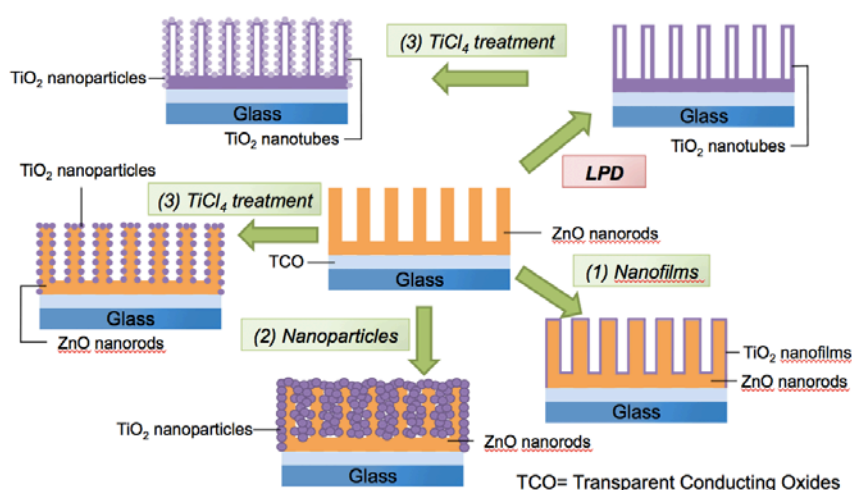 (3) TiCl₄ treatment
TiO₂ nanoparticles
Glass
TiO₂ nanotubes
Glass
TiO₂ nanotubes
LPD
TiO₂ nanoparticles
(3) TiCl₄ treatment
Glass
ZnO nanorods
ZnO nanorods
TCO
Glass
(1) Nanofilms
(2) Nanoparticles
TiO₂ nanofilms
ZnO nanorods
Glass
TiO₂ nanoparticles
ZnO nanorods
Glass
TCO= Transparent Conducting Oxides